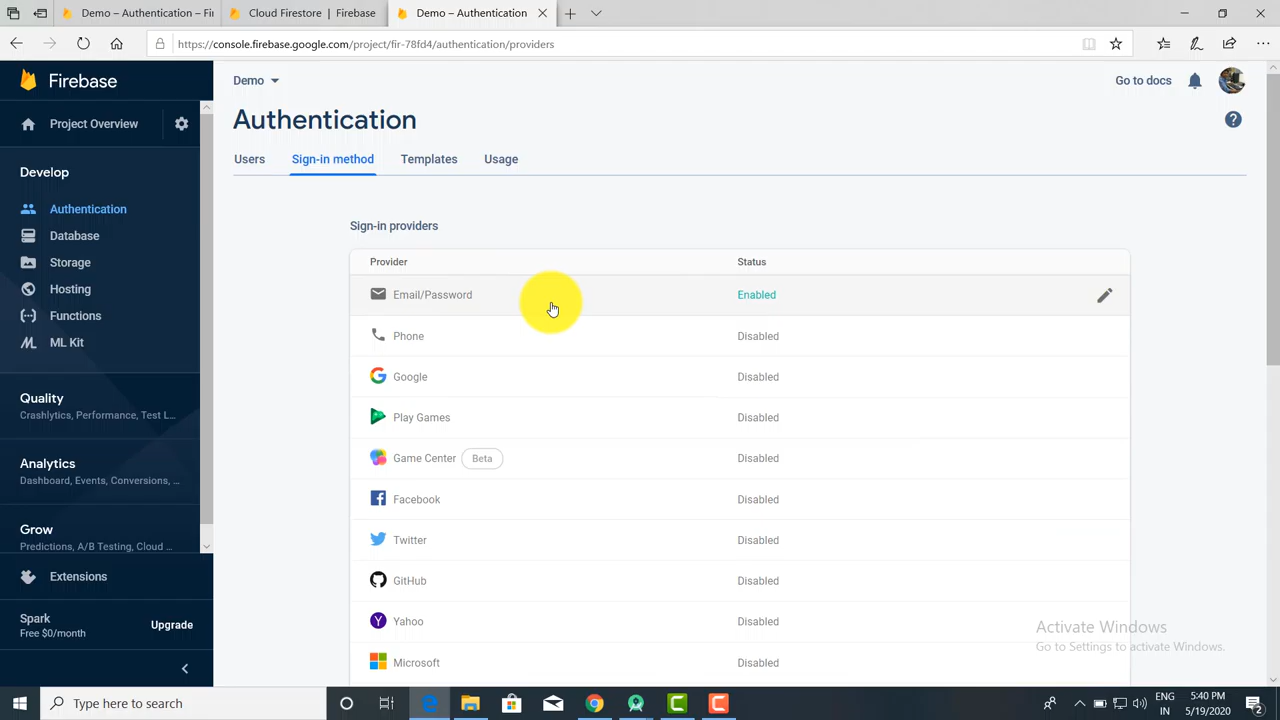 Demo – Authentication – Fi
Cloud Firestore | Firebase
Demo – Authentication
https://console.firebase.google.com/project/fir-78fd4/authentication/providers
Firebase
Demo
Go to docs
Project Overview
Authentication
Users
Sign-in method
Templates
Usage
Develop
Authentication
Database
Storage
Hosting
Functions
ML Kit
Quality
Crashlytics, Performance, Test L...
Analytics
Dashboard, Events, Conversions, ...
Grow
Predictions, A/B Testing, Cloud ...
Extensions
Spark
Free $0/month
Upgrade
Sign-in providers
Provider Status
Email/Password Enabled
Phone Disabled
Google Disabled
Play Games Disabled
Game Center Beta Disabled
Facebook Disabled
Twitter Disabled
GitHub Disabled
Yahoo Disabled
Microsoft Disabled
Activate Windows
Go to Settings to activate Windows.
Type here to search
ENG
IN
5:40 PM
5/19/2020
2